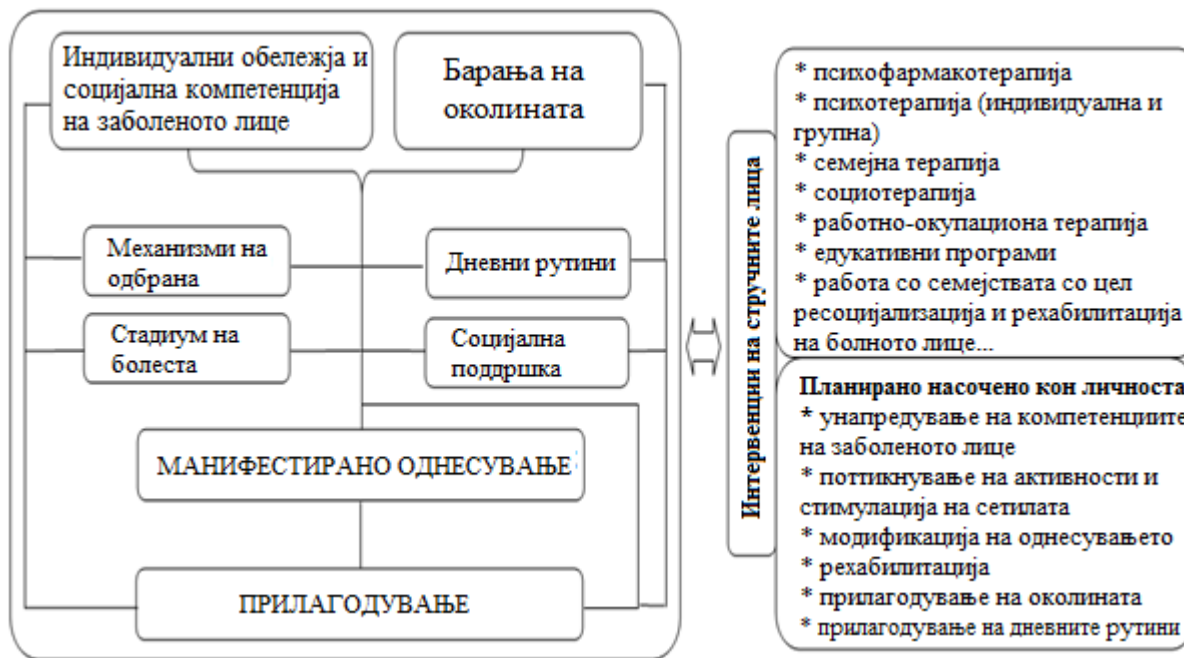 Индивидуални обележја и
социјална компетенција
на заболеното лице
Барања на
околината
Механизми на
одбрана
Дневни рутини
Стадиум на
болеста
Социјална
поддршка
МАНИФЕСТИРАНО ОДНЕСУВАЊЕ
ПРИЛАГОДУВАЊЕ
Интервенции на стручните лица
* психофармакотерапија
* психотерапија (индивидуална и
групна)
* семејна терапија
* социотерапија
* работно-окупациона терапија
* едукативни програми
* работа со семејствата со цел
ресоцијализација и рехабилитација
на болното лице...
Планирано насочено кон личноста
* унапредување на компетенциите
на заболеното лице
* поттикнување на активности и
стимулација на сетилата
* модификација на однесувањето
* рехабилитација
* прилагодување на околината
* прилагодување на дневните рутини